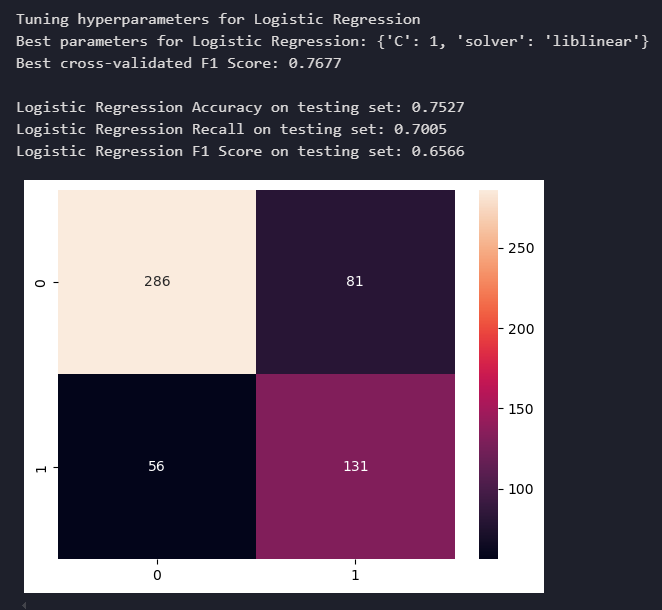 Tuning hyperparameters for Logistic Regression
Best parameters for Logistic Regression: {'C': 1, 'solver': 'liblinear'}
Best cross-validated F1 Score: 0.7677
Logistic Regression Accuracy on testing set: 0.7527
Logistic Regression Recall on testing set: 0.7005
Logistic Regression F1 Score on testing set: 0.6566
0
286
81
1
56
131
0
1
250
200
150
100